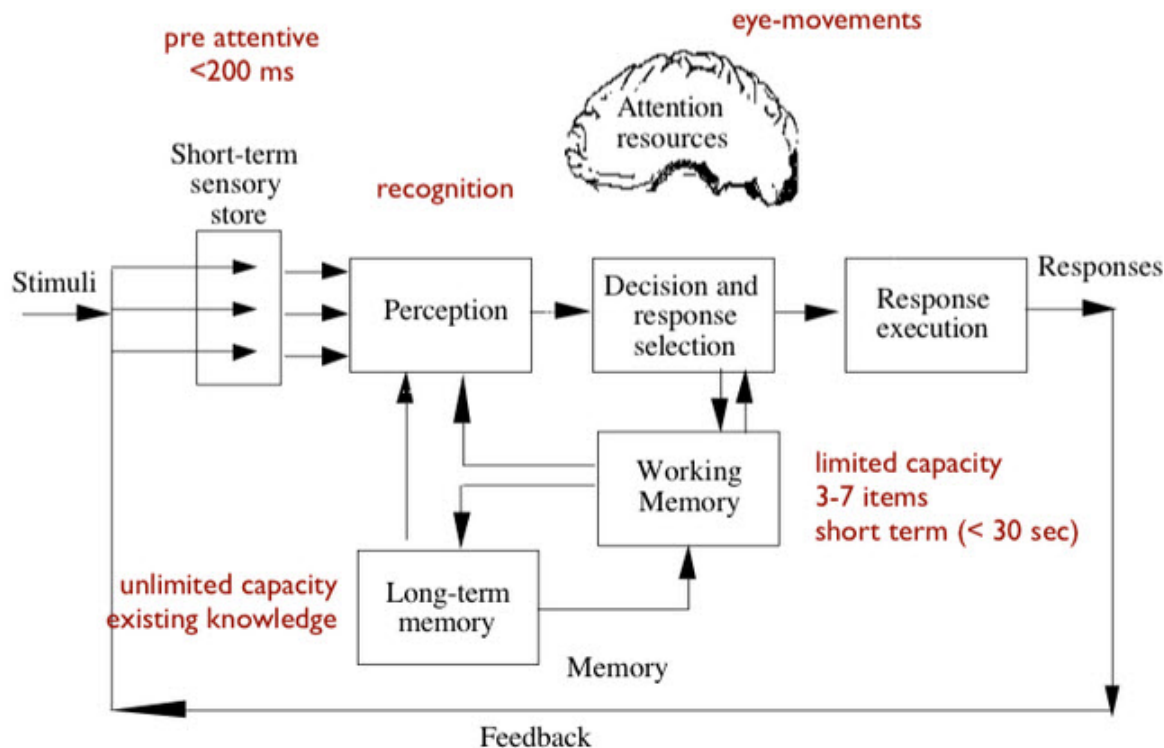 pre attentive
<200 ms
eye-movements
Attention
resources
Short-term
sensory
store
recognition
Stimuli
Perception
Decision and
response
selection
Response
execution
Responses
Working
Memory
limited capacity
3-7 items
short term (< 30 sec)
unlimited capacity
existing knowledge
Long-term
memory
Memory
Feedback